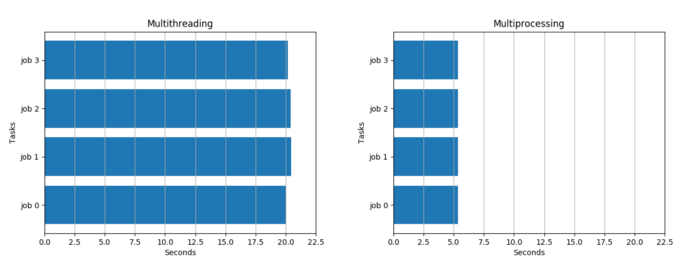 Multithreading
Tasks
job 3
job 2
job 1
job 0
0.0 2.5 5.0 7.5 10.0 12.5 15.0 17.5 20.0 22.5
Seconds
Multiprocessing
Tasks
job 3
job 2
job 1
job 0
0.0 2.5 5.0 7.5 10.0 12.5 15.0 17.5 20.0 22.5
Seconds